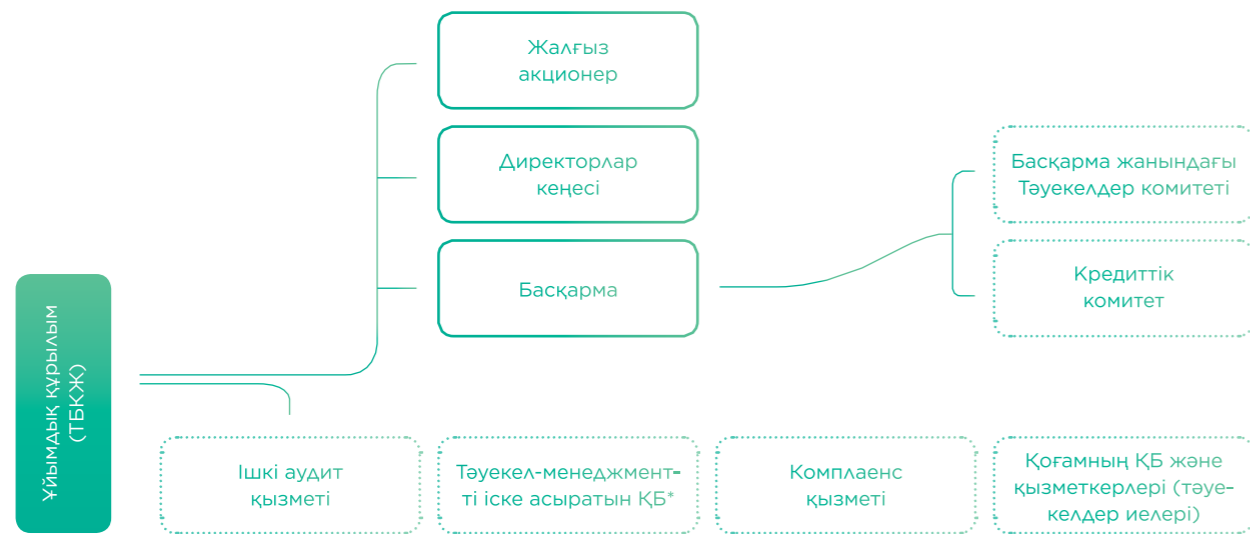 Жалғыз
акционер
Директорлар
кеңесі
Басқарма жанындағы
Тәуекелдер комитеті
Басқарма
Кредиттік
комитет
Ұйымдық құрылым
(ТБКЖ)
Ішкі аудит
қызметі
Тәуекел-менеджмент-
ті іске асыратын ҚБ*
Комплаенс
қызметі
Қоғамның ҚБ және
қызметкерлері (тәуе-
келдер иелері)